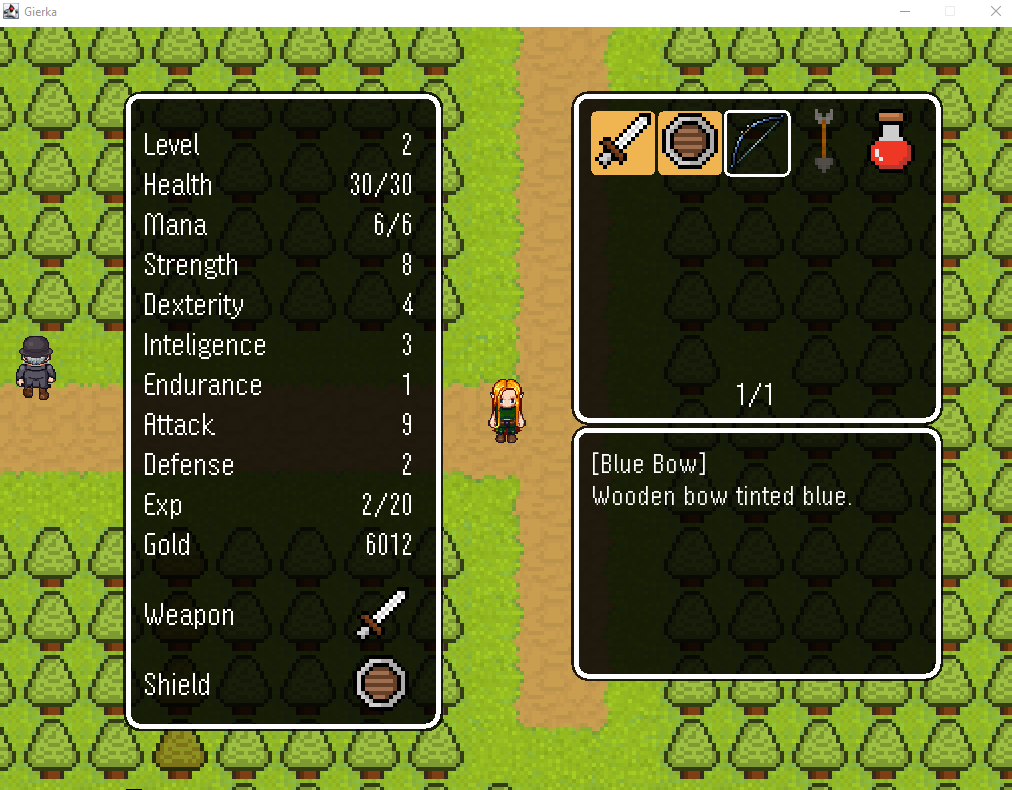 Gierka
Level 2
Health 30/30
Mana 6/6
Strength 8
Dexterity 4
Inteligence 3
Endurance 1
Attack 9
Defense 2
Exp 2/20
Gold 6012
Weapon
Shield
1/1
[Blue Bow]
Wooden bow tinted blue.